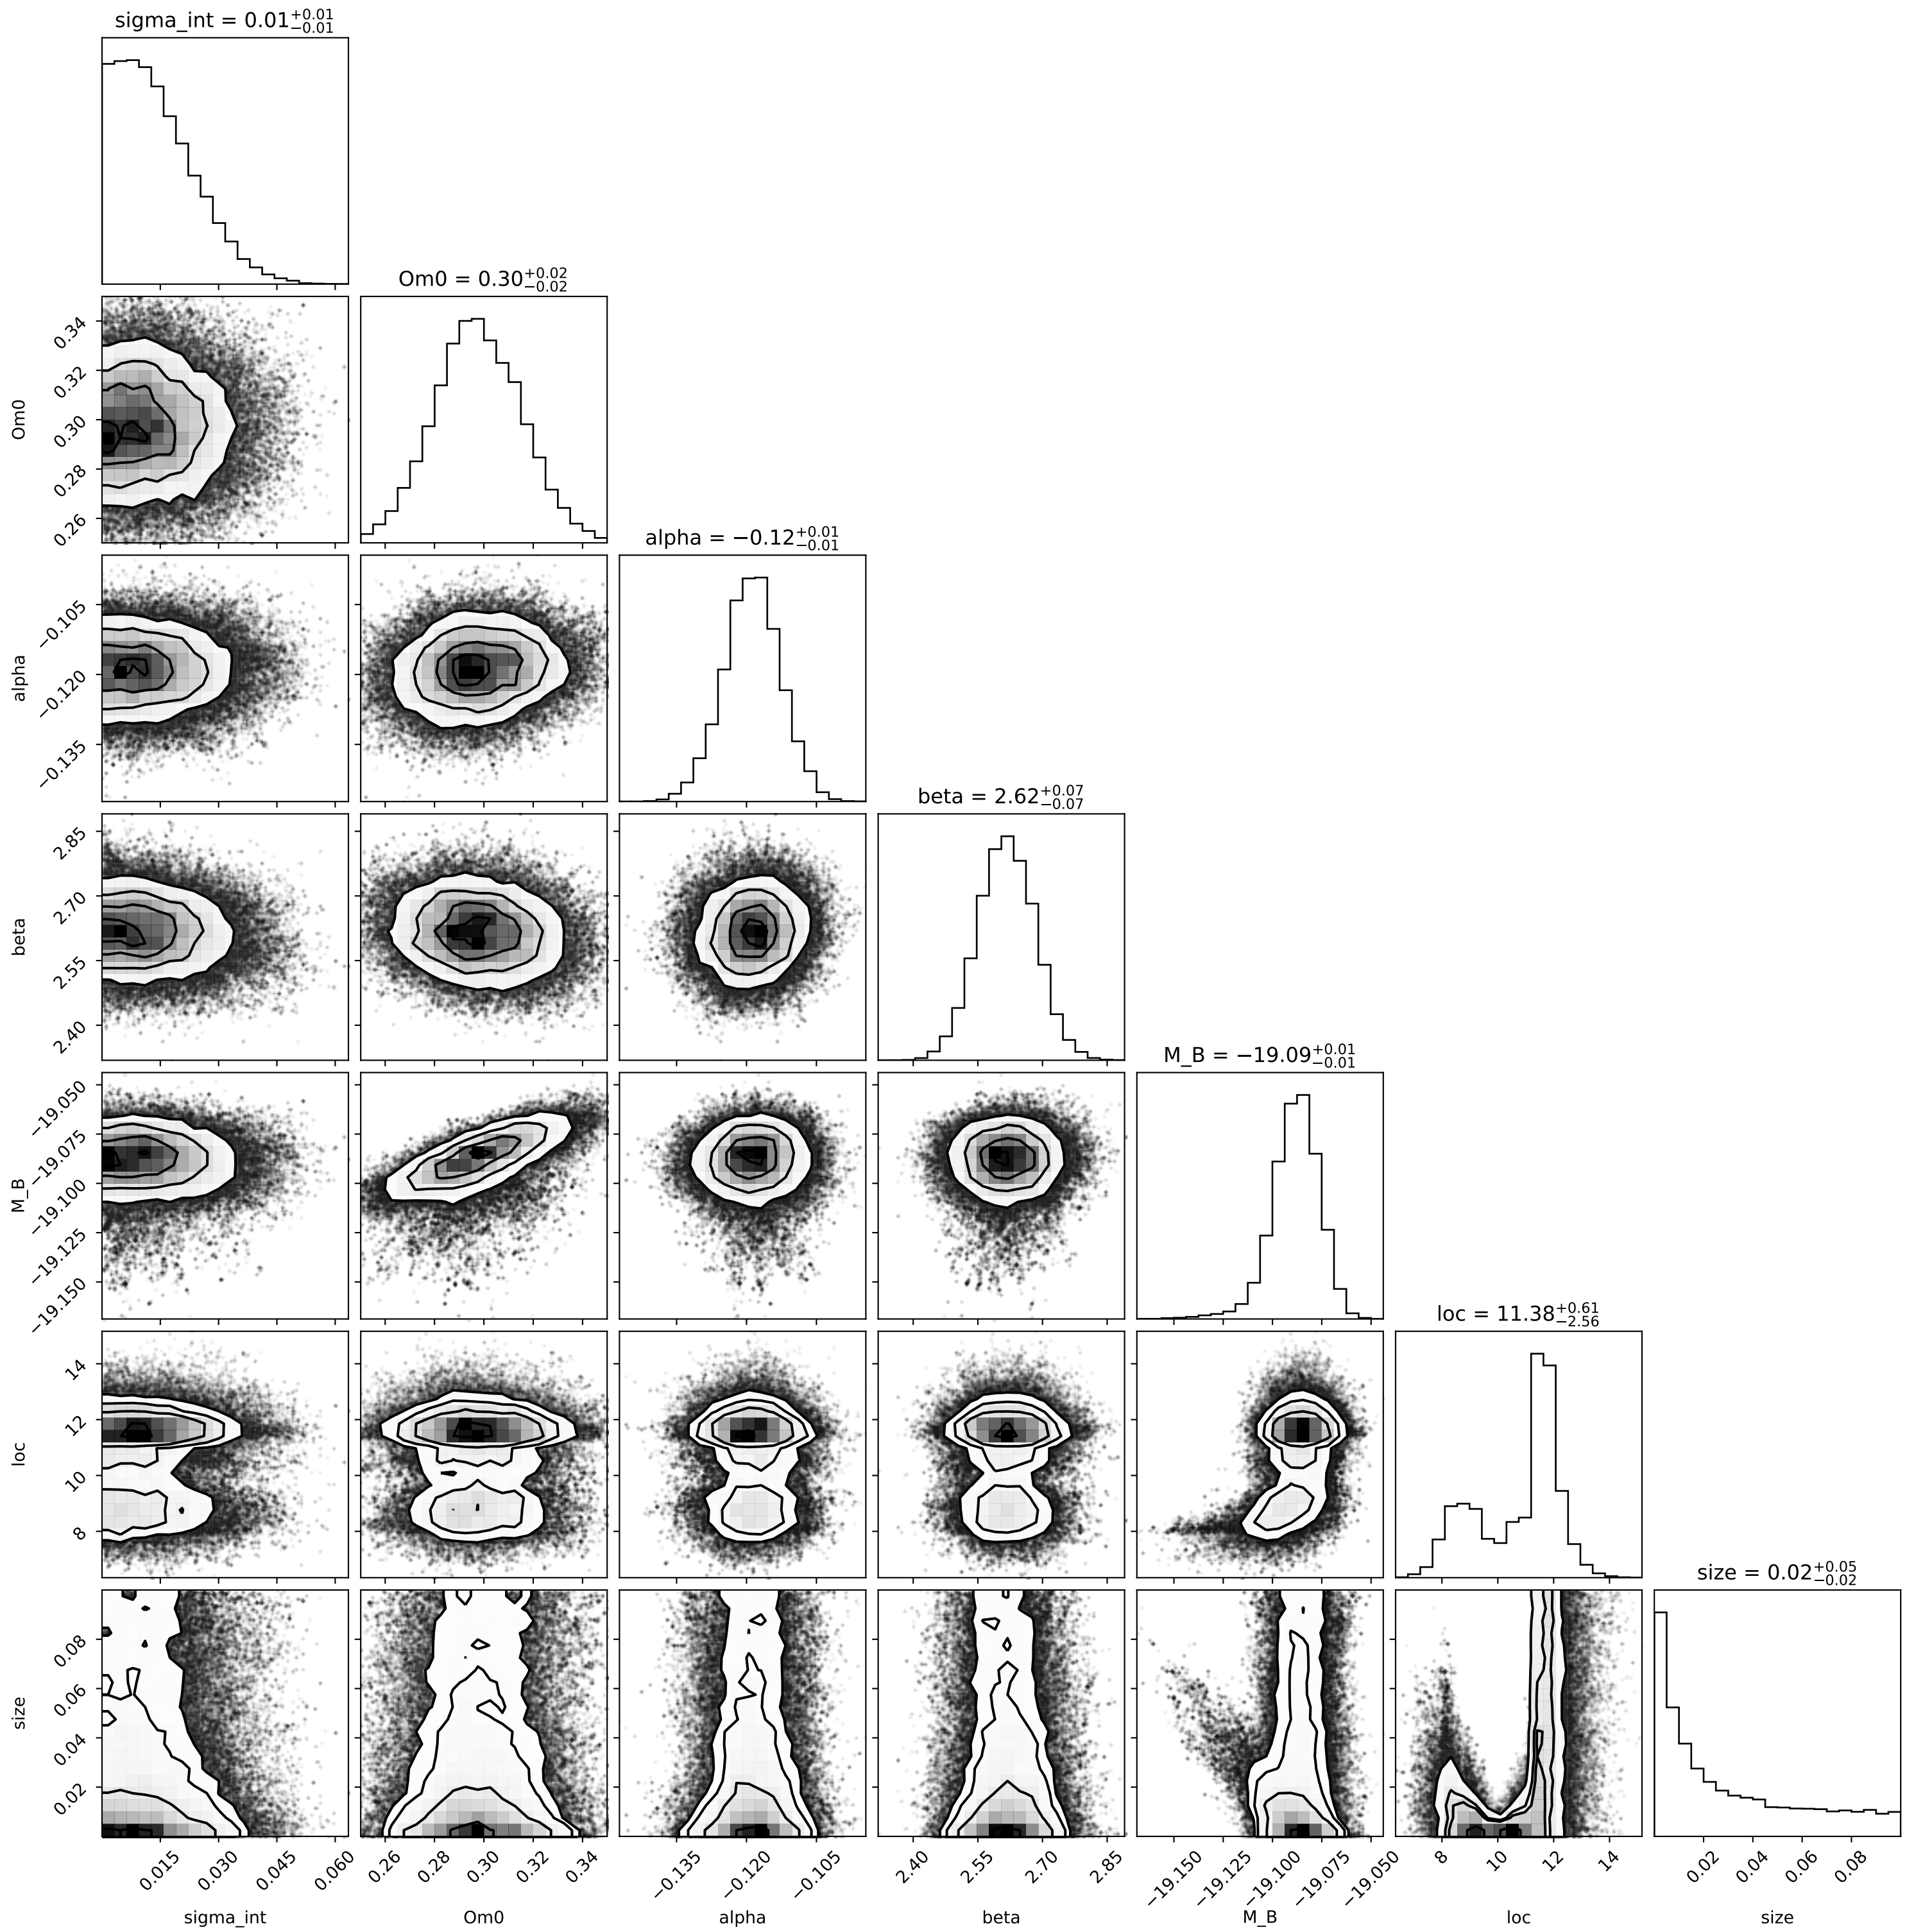 sigma_int = 0.01 +0.01 −0.01
Om0 = 0.30 +0.02 −0.02
0.34
0.32
0.30
0.28
0.26
Om0
alpha = −0.12 +0.01 −0.01
−0.105
−0.120
−0.135
alpha
beta = 2.62 +0.07 −0.07
2.85
2.70
2.55
2.40
beta
M_B = −19.09 +0.01 −0.01
−19.050
−19.075
−19.100
−19.125
−19.150
M_B
loc = 11.38 +0.61 −2.56
14
12
10
8
loc
size = 0.02 +0.05 −0.02
0.08
0.06
0.04
0.02
size
0.015 0.030 0.045 0.060 0.26 0.28 0.30 0.32 0.34 −0.135 −0.120 −0.105 2.40 2.55 2.70 2.85 −19.150 −19.125 −19.100 −19.075 −19.050 8 10 12 14 0.02 0.04 0.06 0.08
sigma_int Om0 alpha beta M_B loc size